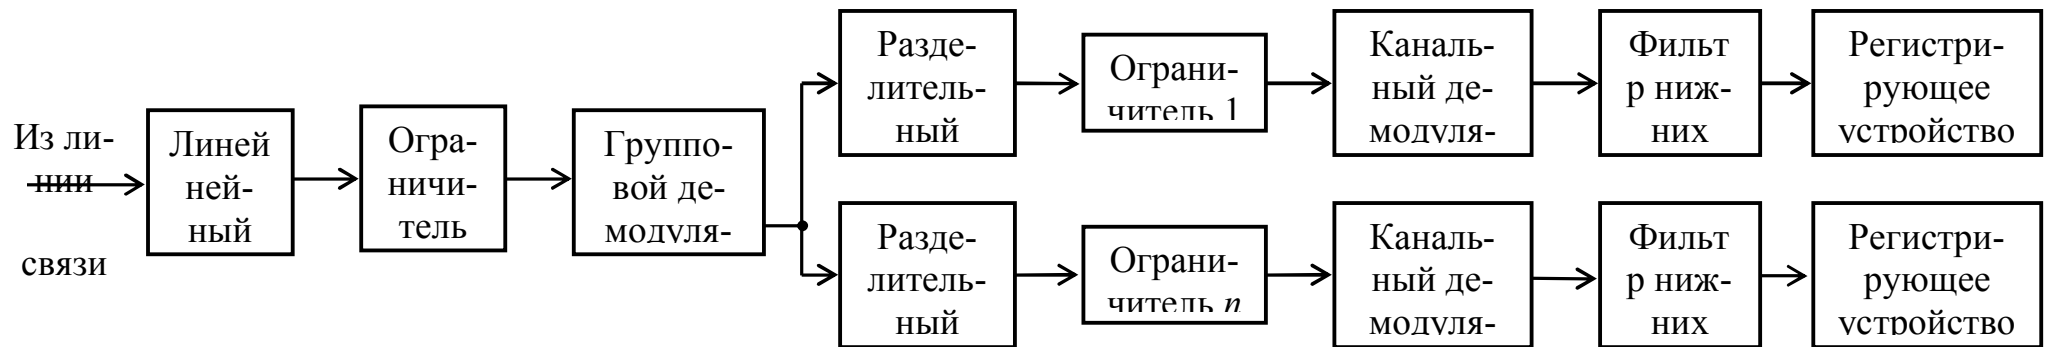 Из ли-
нии
связи
Линей
ней-
ный
Огра-
ничи-
тель
Группо-
вой де-
модуля-
Разде-
литель-
ный
Ограни-
читель 1
Каналь-
ный де-
модуля-
Фильт
р ниж-
них
Регистри-
рующее
устройство
Разде-
литель-
ный
Ограни-
читель n
Каналь-
ный де-
модуля-
Фильт
р ниж-
них
Регистри-
рующее
устройство